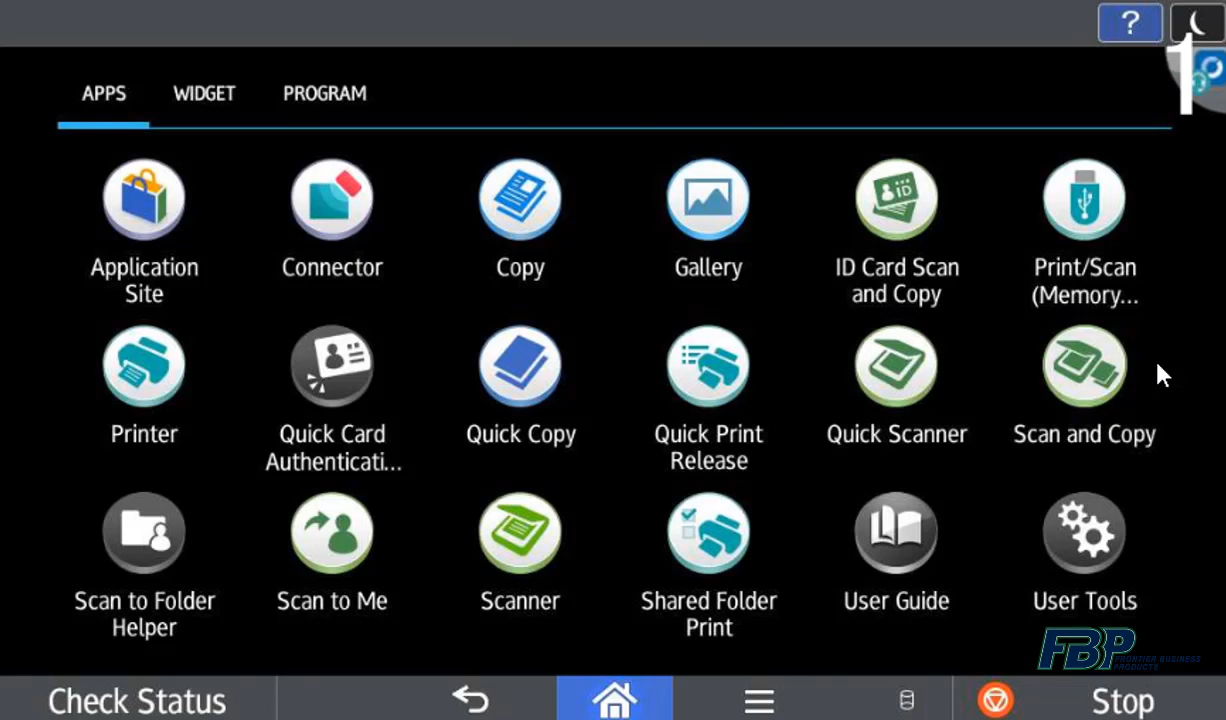 ?
1
APPS WIDGET PROGRAM
ID
Application
Site
Connector
Copy
Gallery
ID Card Scan
and Copy
Print/Scan
(Memory...
Printer
Quick Card
Authenticati...
Quick Copy
Quick Print
Release
Quick Scanner
Scan and Copy
Scan to Folder
Helper
Scan to Me
Scanner
Shared Folder
Print
User Guide
User Tools
FBP
FRONTIER BUSINESS
PRODUCTS
Check Status
Stop